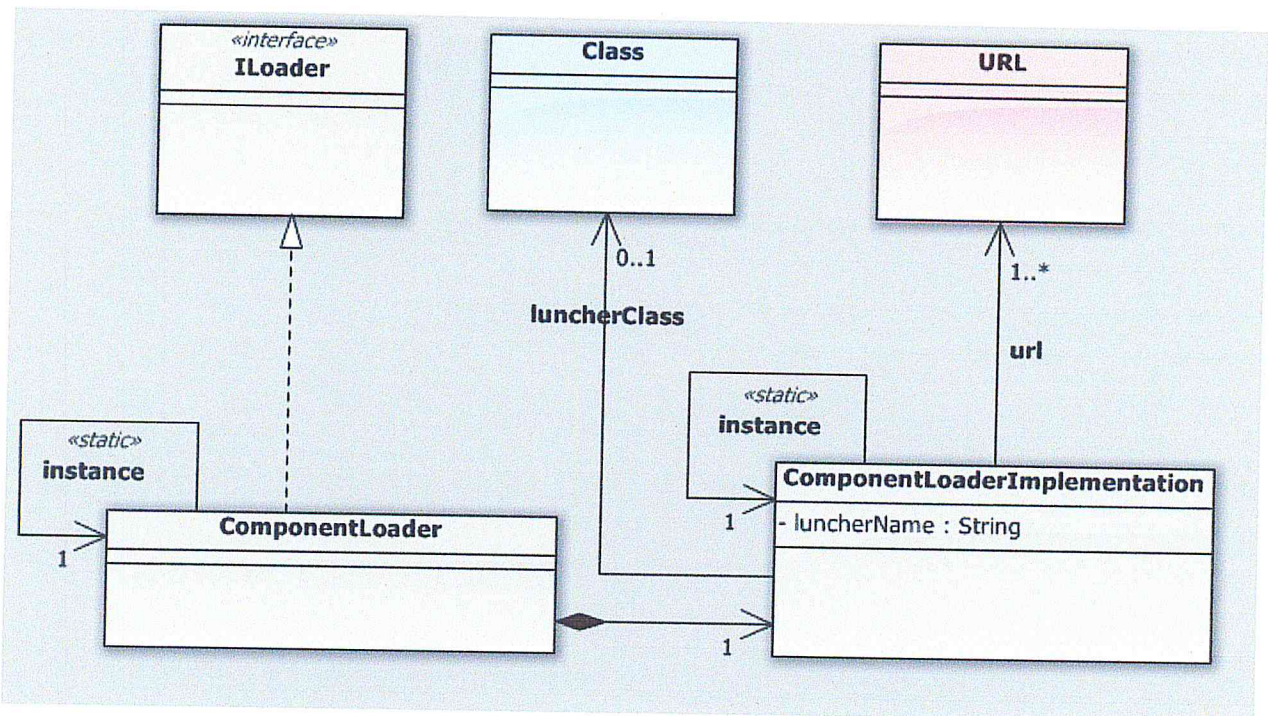 «interface»
ILoader
Class
URL
0..1
1..*
luncherClass
url
«static»
instance
«static»
instance
1
ComponentLoader
ComponentLoaderImplementation
- luncherName : String
1
1